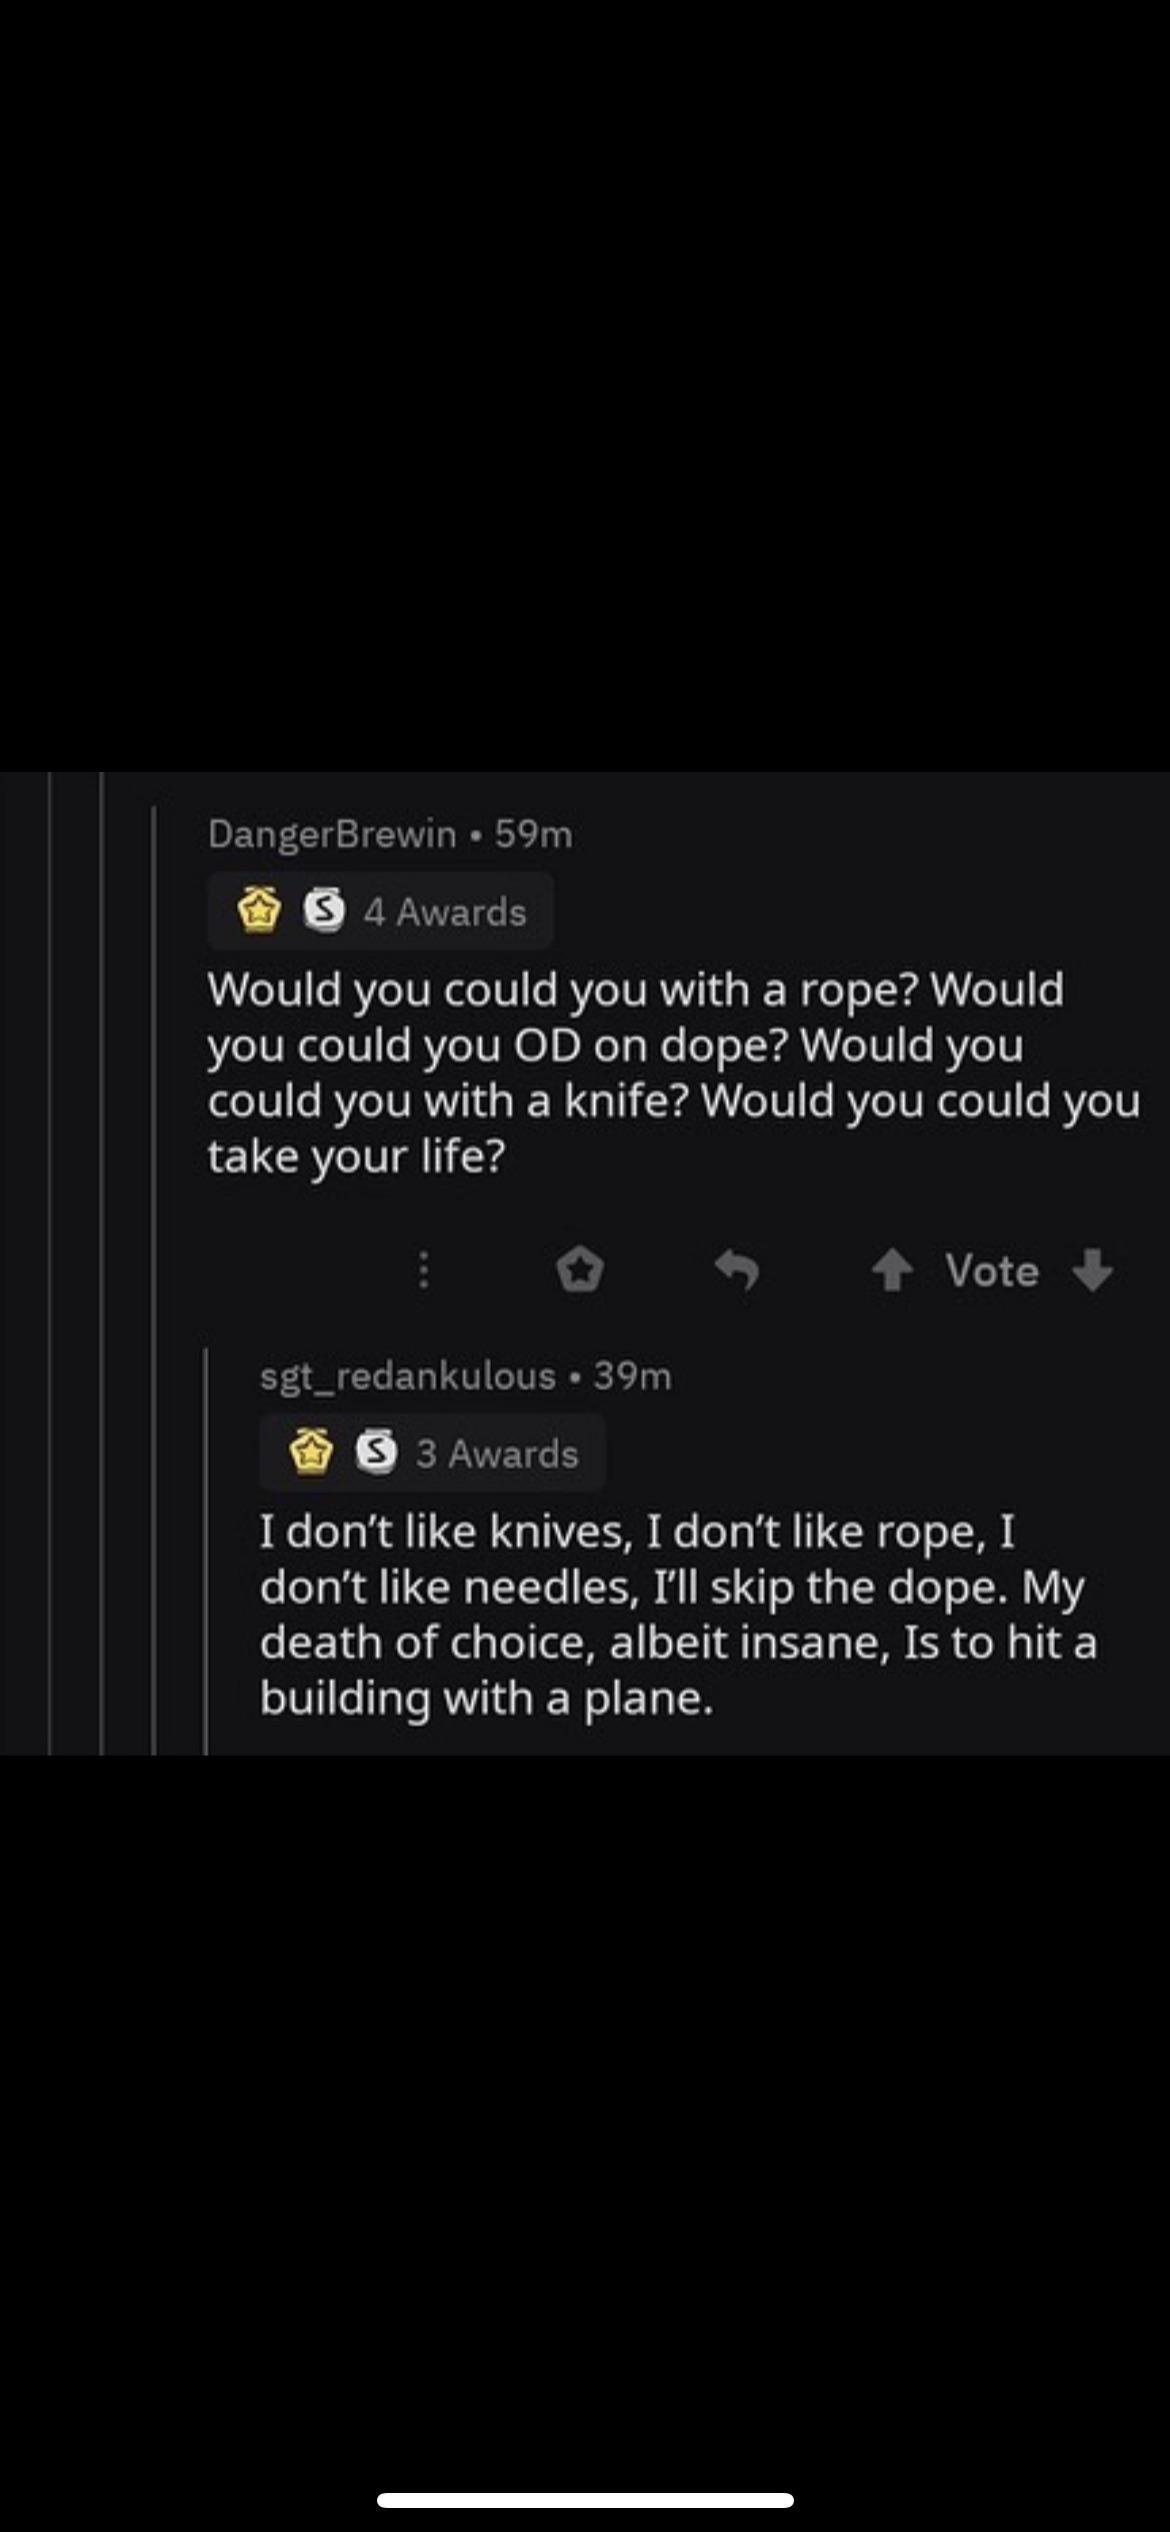 DangerBrewin • 59m
4 Awards
Would you could you with a rope? Would
you could you OD on dope? Would you
could you with a knife? Would you could you
take your life?
Vote
sgt_redankulous • 39m
3 Awards
I don't like knives, I don't like rope, I
don't like needles, I'll skip the dope. My
death of choice, albeit insane, Is to hit a
building with a plane.